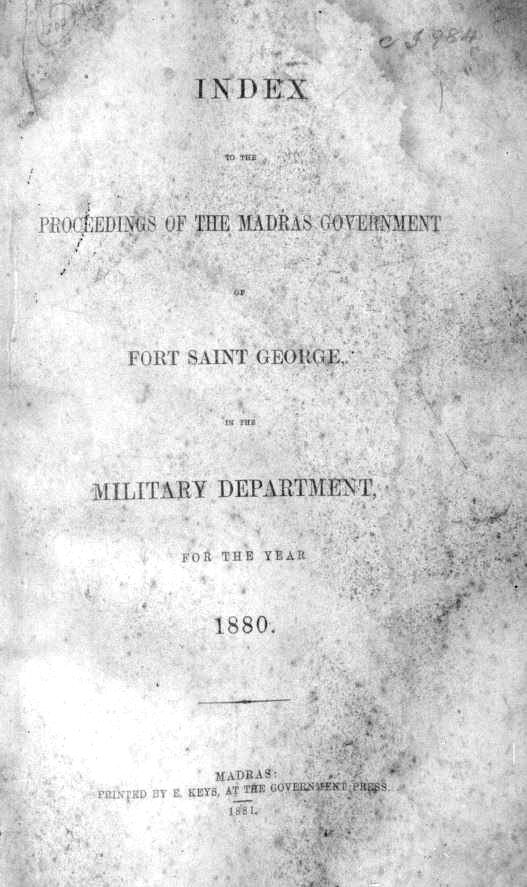 INDEX
TO THE
PROCEEDINGS OF THE MADRAS GOVERNMENT
OF
FORT SAINT GEORGE,
IN THE
MILITARY DEPARTMENT,
FOR THE YEAR
1880.
MADRAS:
PRINTED BY E. KEYS, AT THE GOVERNMENT PRESS.
1881.